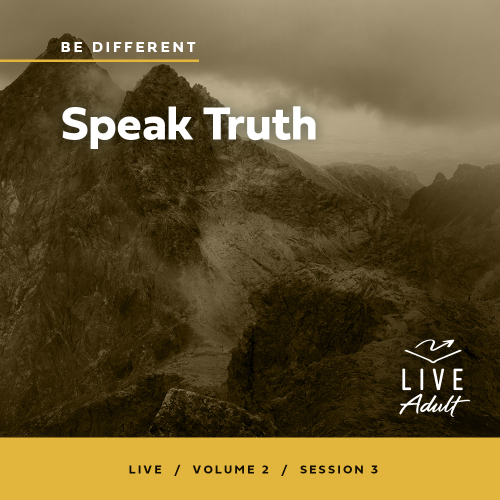 BE DIFFERENT
Speak Truth
LIVE
Adult
LIVE / VOLUME 2 / SESSION 3